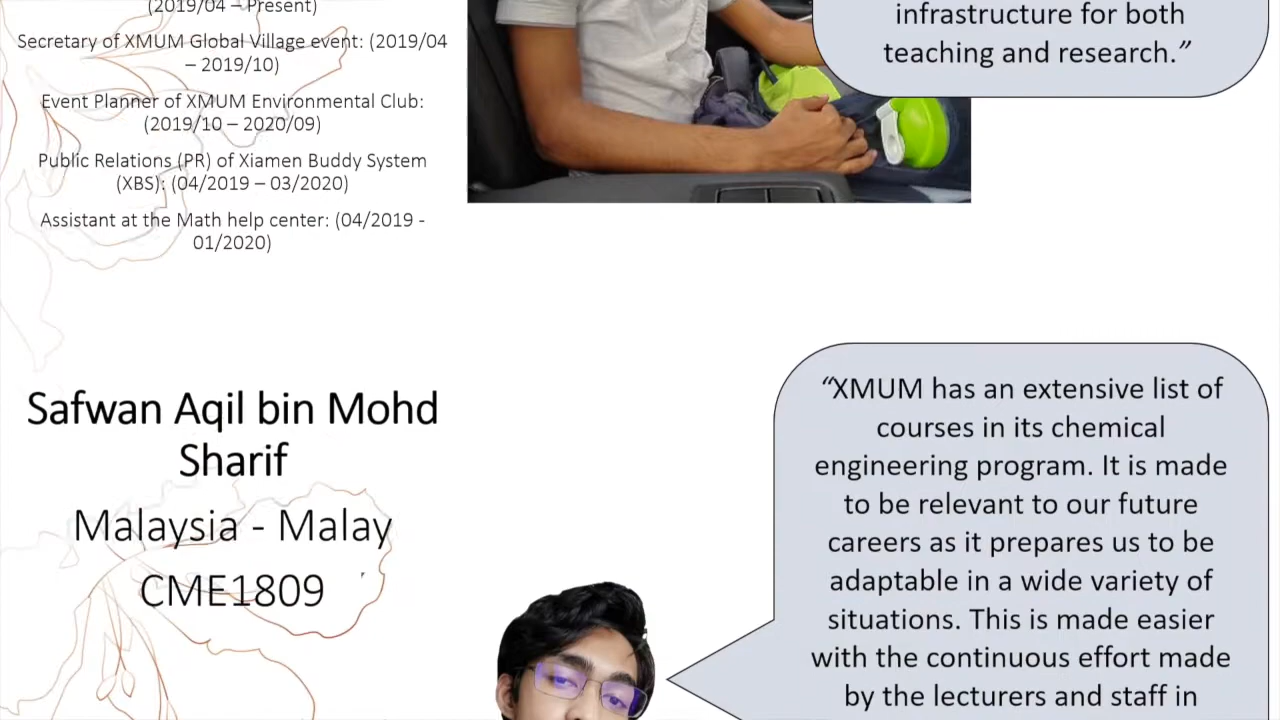 (2019/04 – Present)
Secretary of XMUM Global Village event: (2019/04
– 2019/10)
Event Planner of XMUM Environmental Club:
(2019/10 – 2020/09)
Public Relations (PR) of Xiamen Buddy System
(XBS): (04/2019 – 03/2020)
Assistant at the Math help center: (04/2019 -
01/2020)
infrastructure for both
teaching and research.”
Safwan Aqil bin Mohd
Sharif
Malaysia - Malay
CME1809
“XMUM has an extensive list of
courses in its chemical
engineering program. It is made
to be relevant to our future
careers as it prepares us to be
adaptable in a wide variety of
situations. This is made easier
with the continuous effort made
by the lecturers and staff in